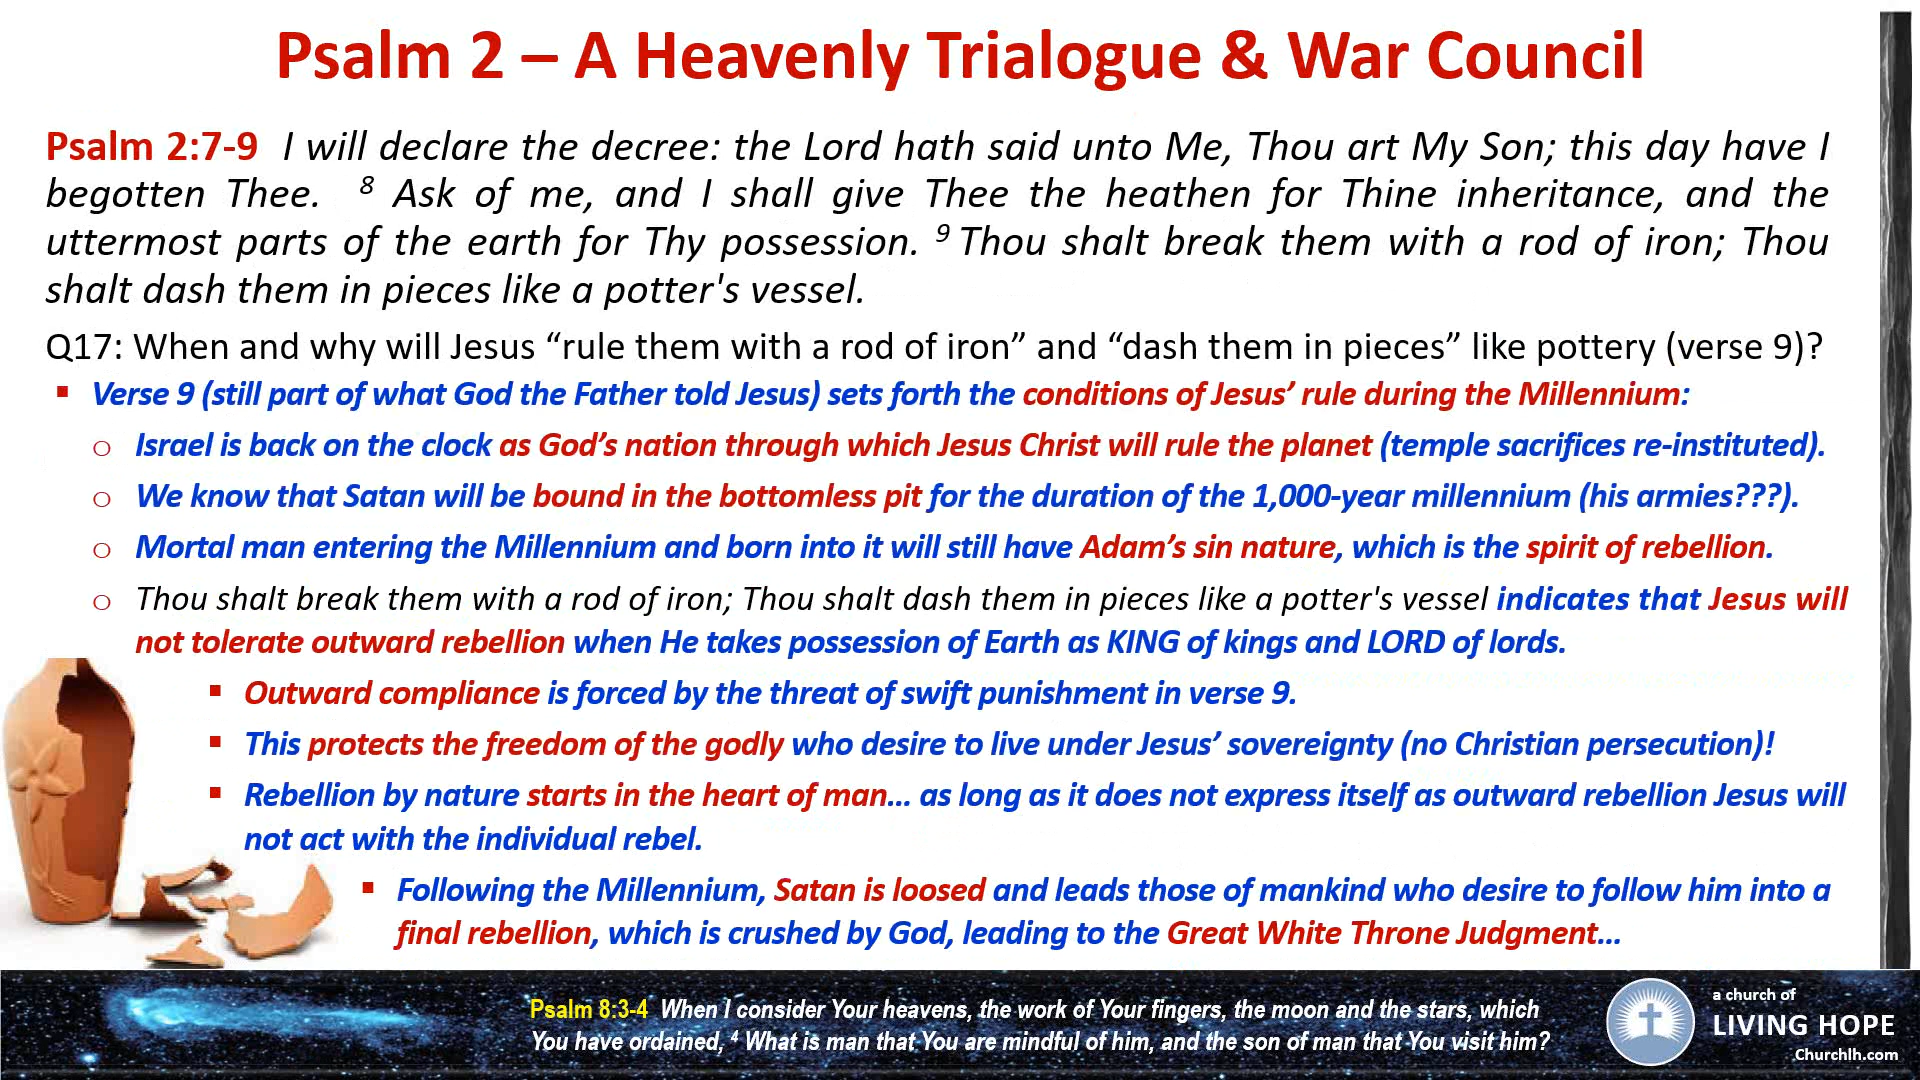 Psalm 2 – A Heavenly Trialogue & War Council
Psalm 2:7-9 I will declare the decree: the Lord hath said unto Me, Thou art My Son; this day have I
begotten Thee. 8 Ask of me, and I shall give Thee the heathen for Thine inheritance, and the
uttermost parts of the earth for Thy possession. 9 Thou shalt break them with a rod of iron; Thou
shalt dash them in pieces like a potter's vessel.
Q17: When and why will Jesus “rule them with a rod of iron” and “dash them in pieces” like pottery (verse 9)?
▪ Verse 9 (still part of what God the Father told Jesus) sets forth the conditions of Jesus’ rule during the Millennium:
o Israel is back on the clock as God’s nation through which Jesus Christ will rule the planet (temple sacrifices re-instituted).
o We know that Satan will be bound in the bottomless pit for the duration of the 1,000-year millennium (his armies???).
o Mortal man entering the Millennium and born into it will still have Adam’s sin nature, which is the spirit of rebellion.
o Thou shalt break them with a rod of iron; Thou shalt dash them in pieces like a potter's vessel indicates that Jesus will
not tolerate outward rebellion when He takes possession of Earth as KING of kings and LORD of lords.
▪ Outward compliance is forced by the threat of swift punishment in verse 9.
▪ This protects the freedom of the godly who desire to live under Jesus’ sovereignty (no Christian persecution)!
▪ Rebellion by nature starts in the heart of man... as long as it does not express itself as outward rebellion Jesus will
not act with the individual rebel.
▪ Following the Millennium, Satan is loosed and leads those of mankind who desire to follow him into a
final rebellion, which is crushed by God, leading to the Great White Throne Judgment...
Psalm 8:3-4 When I consider Your heavens, the work of Your fingers, the moon and the stars, which
You have ordained, 4 What is man that You are mindful of him, and the son of man that You visit him?
a church of
LIVING HOPE
Churchlh.com